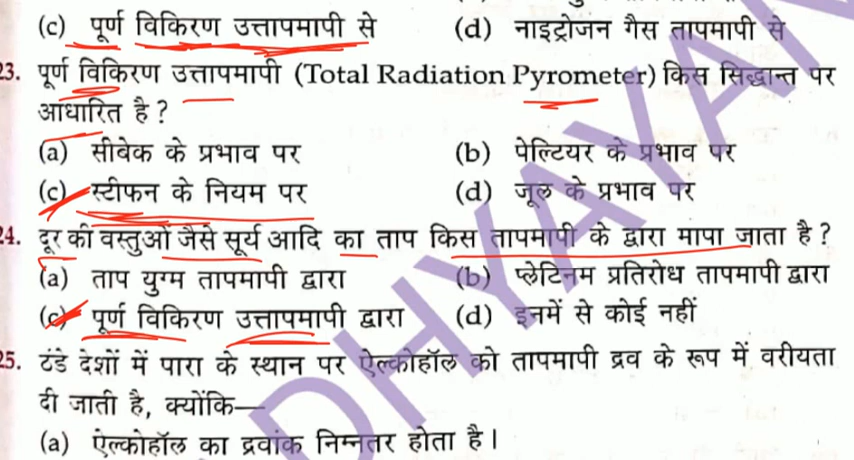 (c) पूर्ण विकिरण उत्तापमापी से (d) नाइट्रोजन गैस तापमापी से
23. पूर्ण विकिरण उत्तापमापी (Total Radiation Pyrometer) किस सिद्धान्त पर
आधारित है ?
(a) सीबेक के प्रभाव पर (b) पेल्टियर के प्रभाव पर
(c) स्टीफन के नियम पर (d) जूल के प्रभाव पर
24. दूर की वस्तुओं जैसे सूर्य आदि का ताप किस तापमापी के द्वारा मापा जाता है ?
(a) ताप युग्म तापमापी द्वारा (b) प्लेटिनम प्रतिरोध तापमापी द्वारा
(c) पूर्ण विकिरण उत्तापमापी द्वारा (d) इनमें से कोई नहीं
25. टंडे देशों में पारा के स्थान पर ऐल्कोहॉल को तापमापी द्रव के रूप में वरीयता
दी जाती है, क्योंकि—
(a) ऐल्कोहॉल का द्रवांक निम्नतर होता है।
DHYAYAN